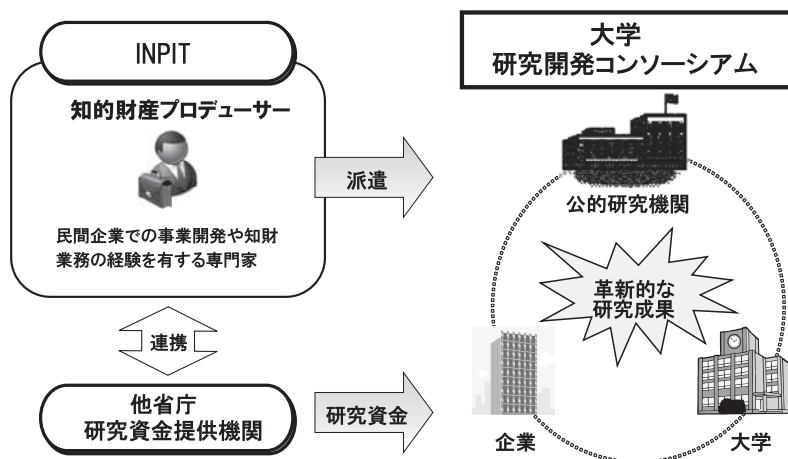 INPIT
知的財産プロデューサー
民間企業での事業開発や知財
業務の経験を有する専門家
派遣
連携
他省庁
研究資金提供機関
研究資金
大学
研究開発コンソーシアム
公的研究機関
革新的な
研究成果
企業
大学